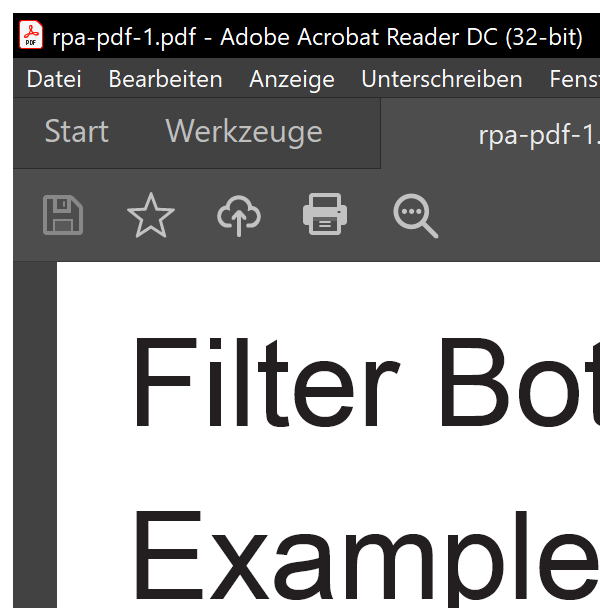 PDF
rpa-pdf-1.pdf - Adobe Acrobat Reader DC (32-bit)
Datei Bearbeiten Anzeige Unterschreiben Fens
Start Werkzeuge rpa-pdf-1.
Filter Bot
Example